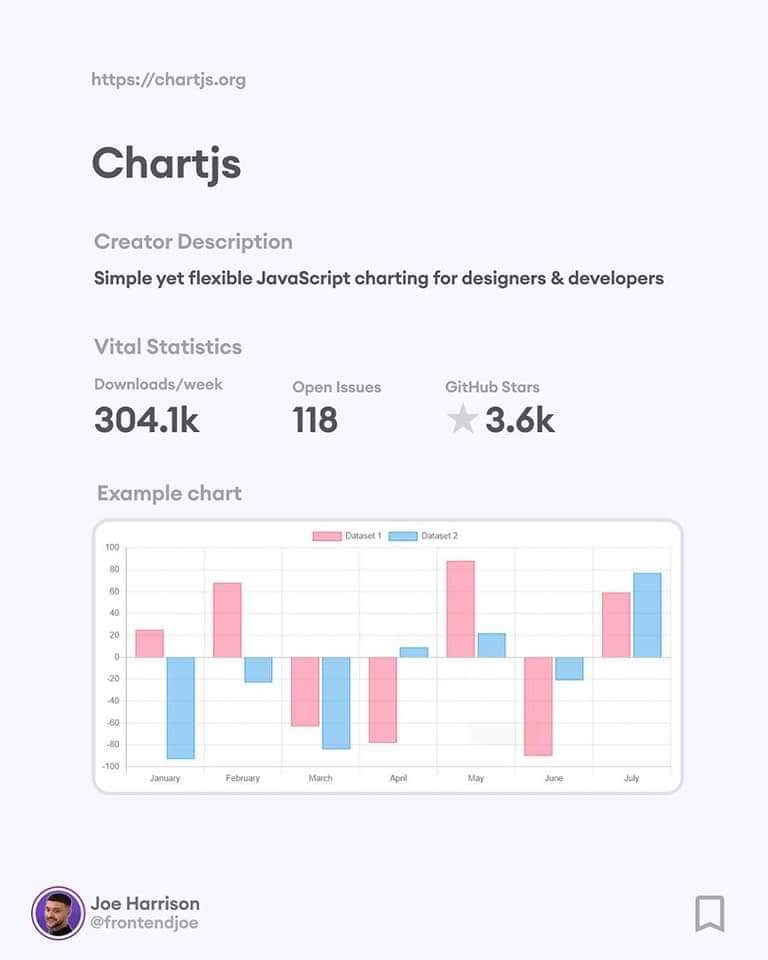 https://chartjs.org
Chartjs
Creator Description
Simple yet flexible JavaScript charting for designers & developers
Vital Statistics
Downloads/week
304.1k
Open Issues
118
GitHub Stars
3.6k
Example chart
Dataset 1 Dataset 2
100
80
60
40
20
0
-20
-40
-60
-80
-100
January February March April May June July
Joe Harrison
@frontendjoe